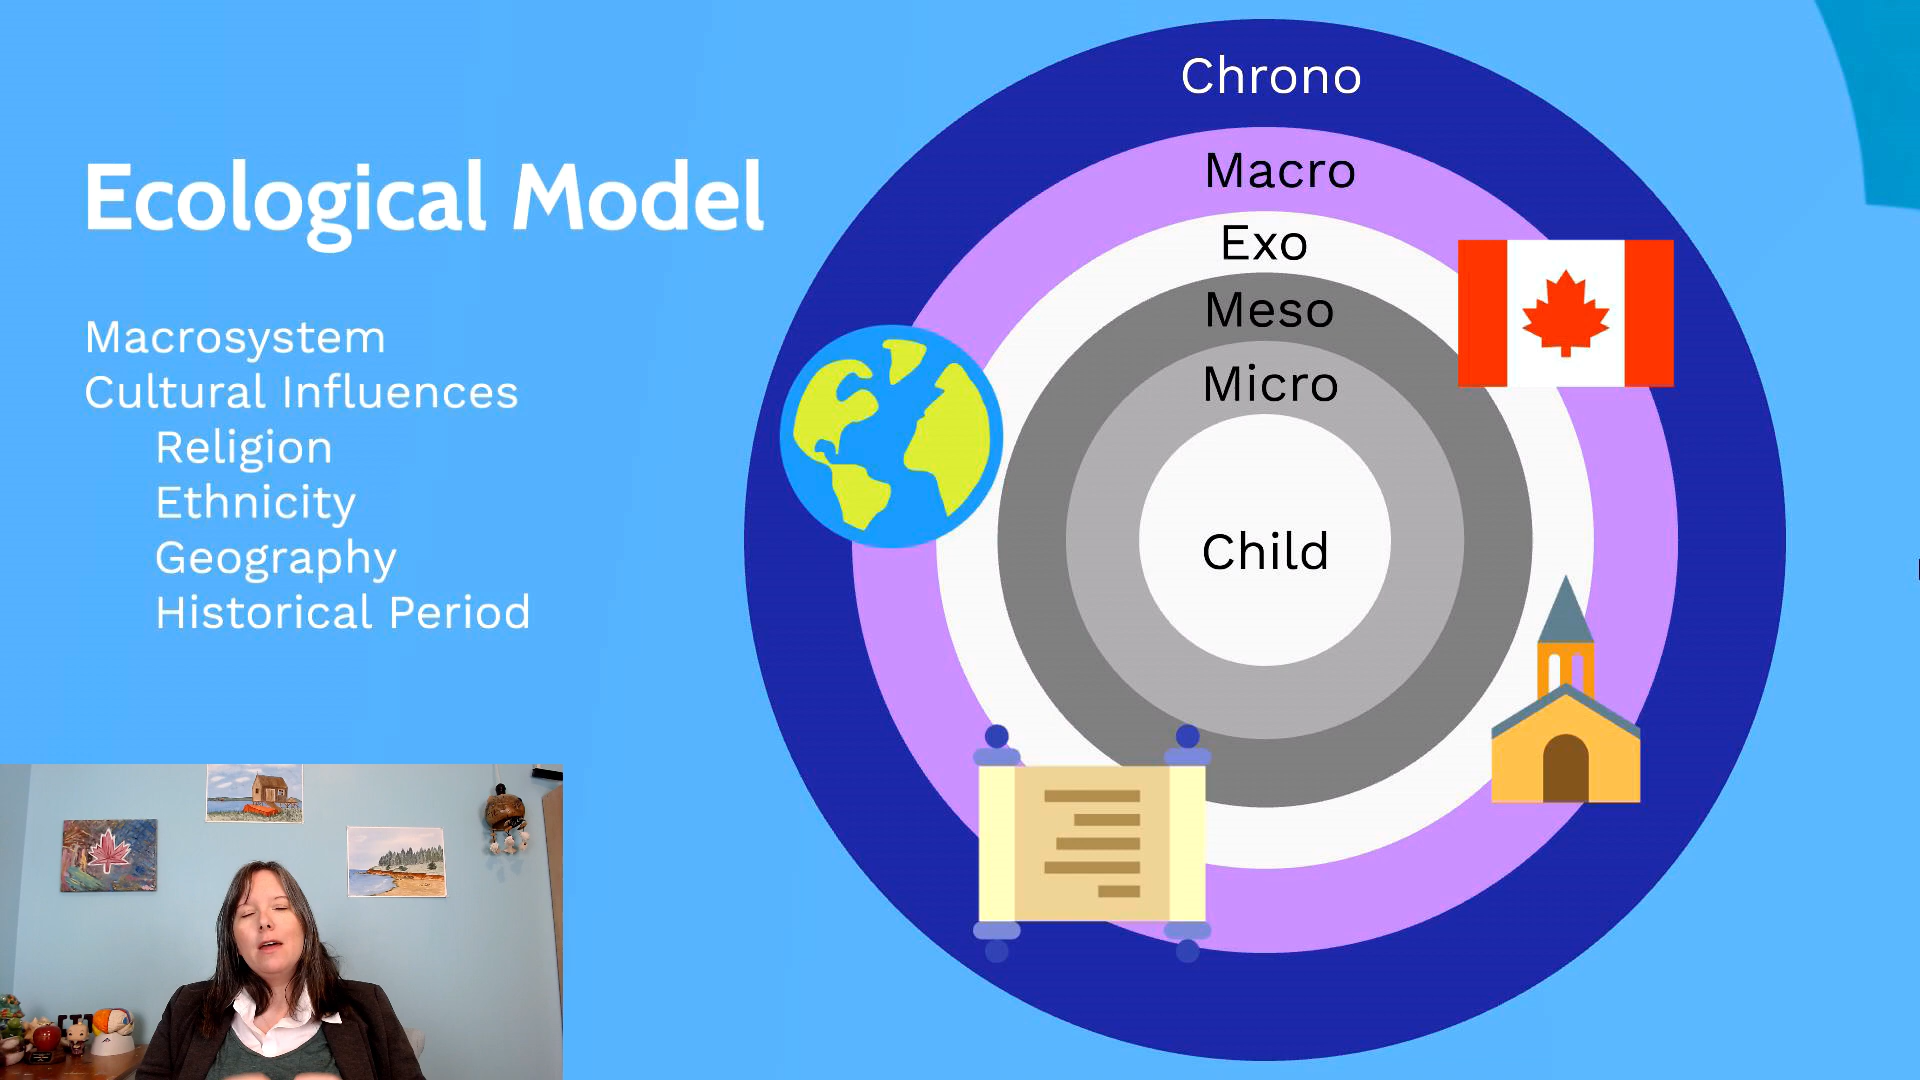 Ecological Model
Macrosystem
Cultural Influences
Religion
Ethnicity
Geography
Historical Period
Chrono
Macro
Exo
Meso
Micro
Child